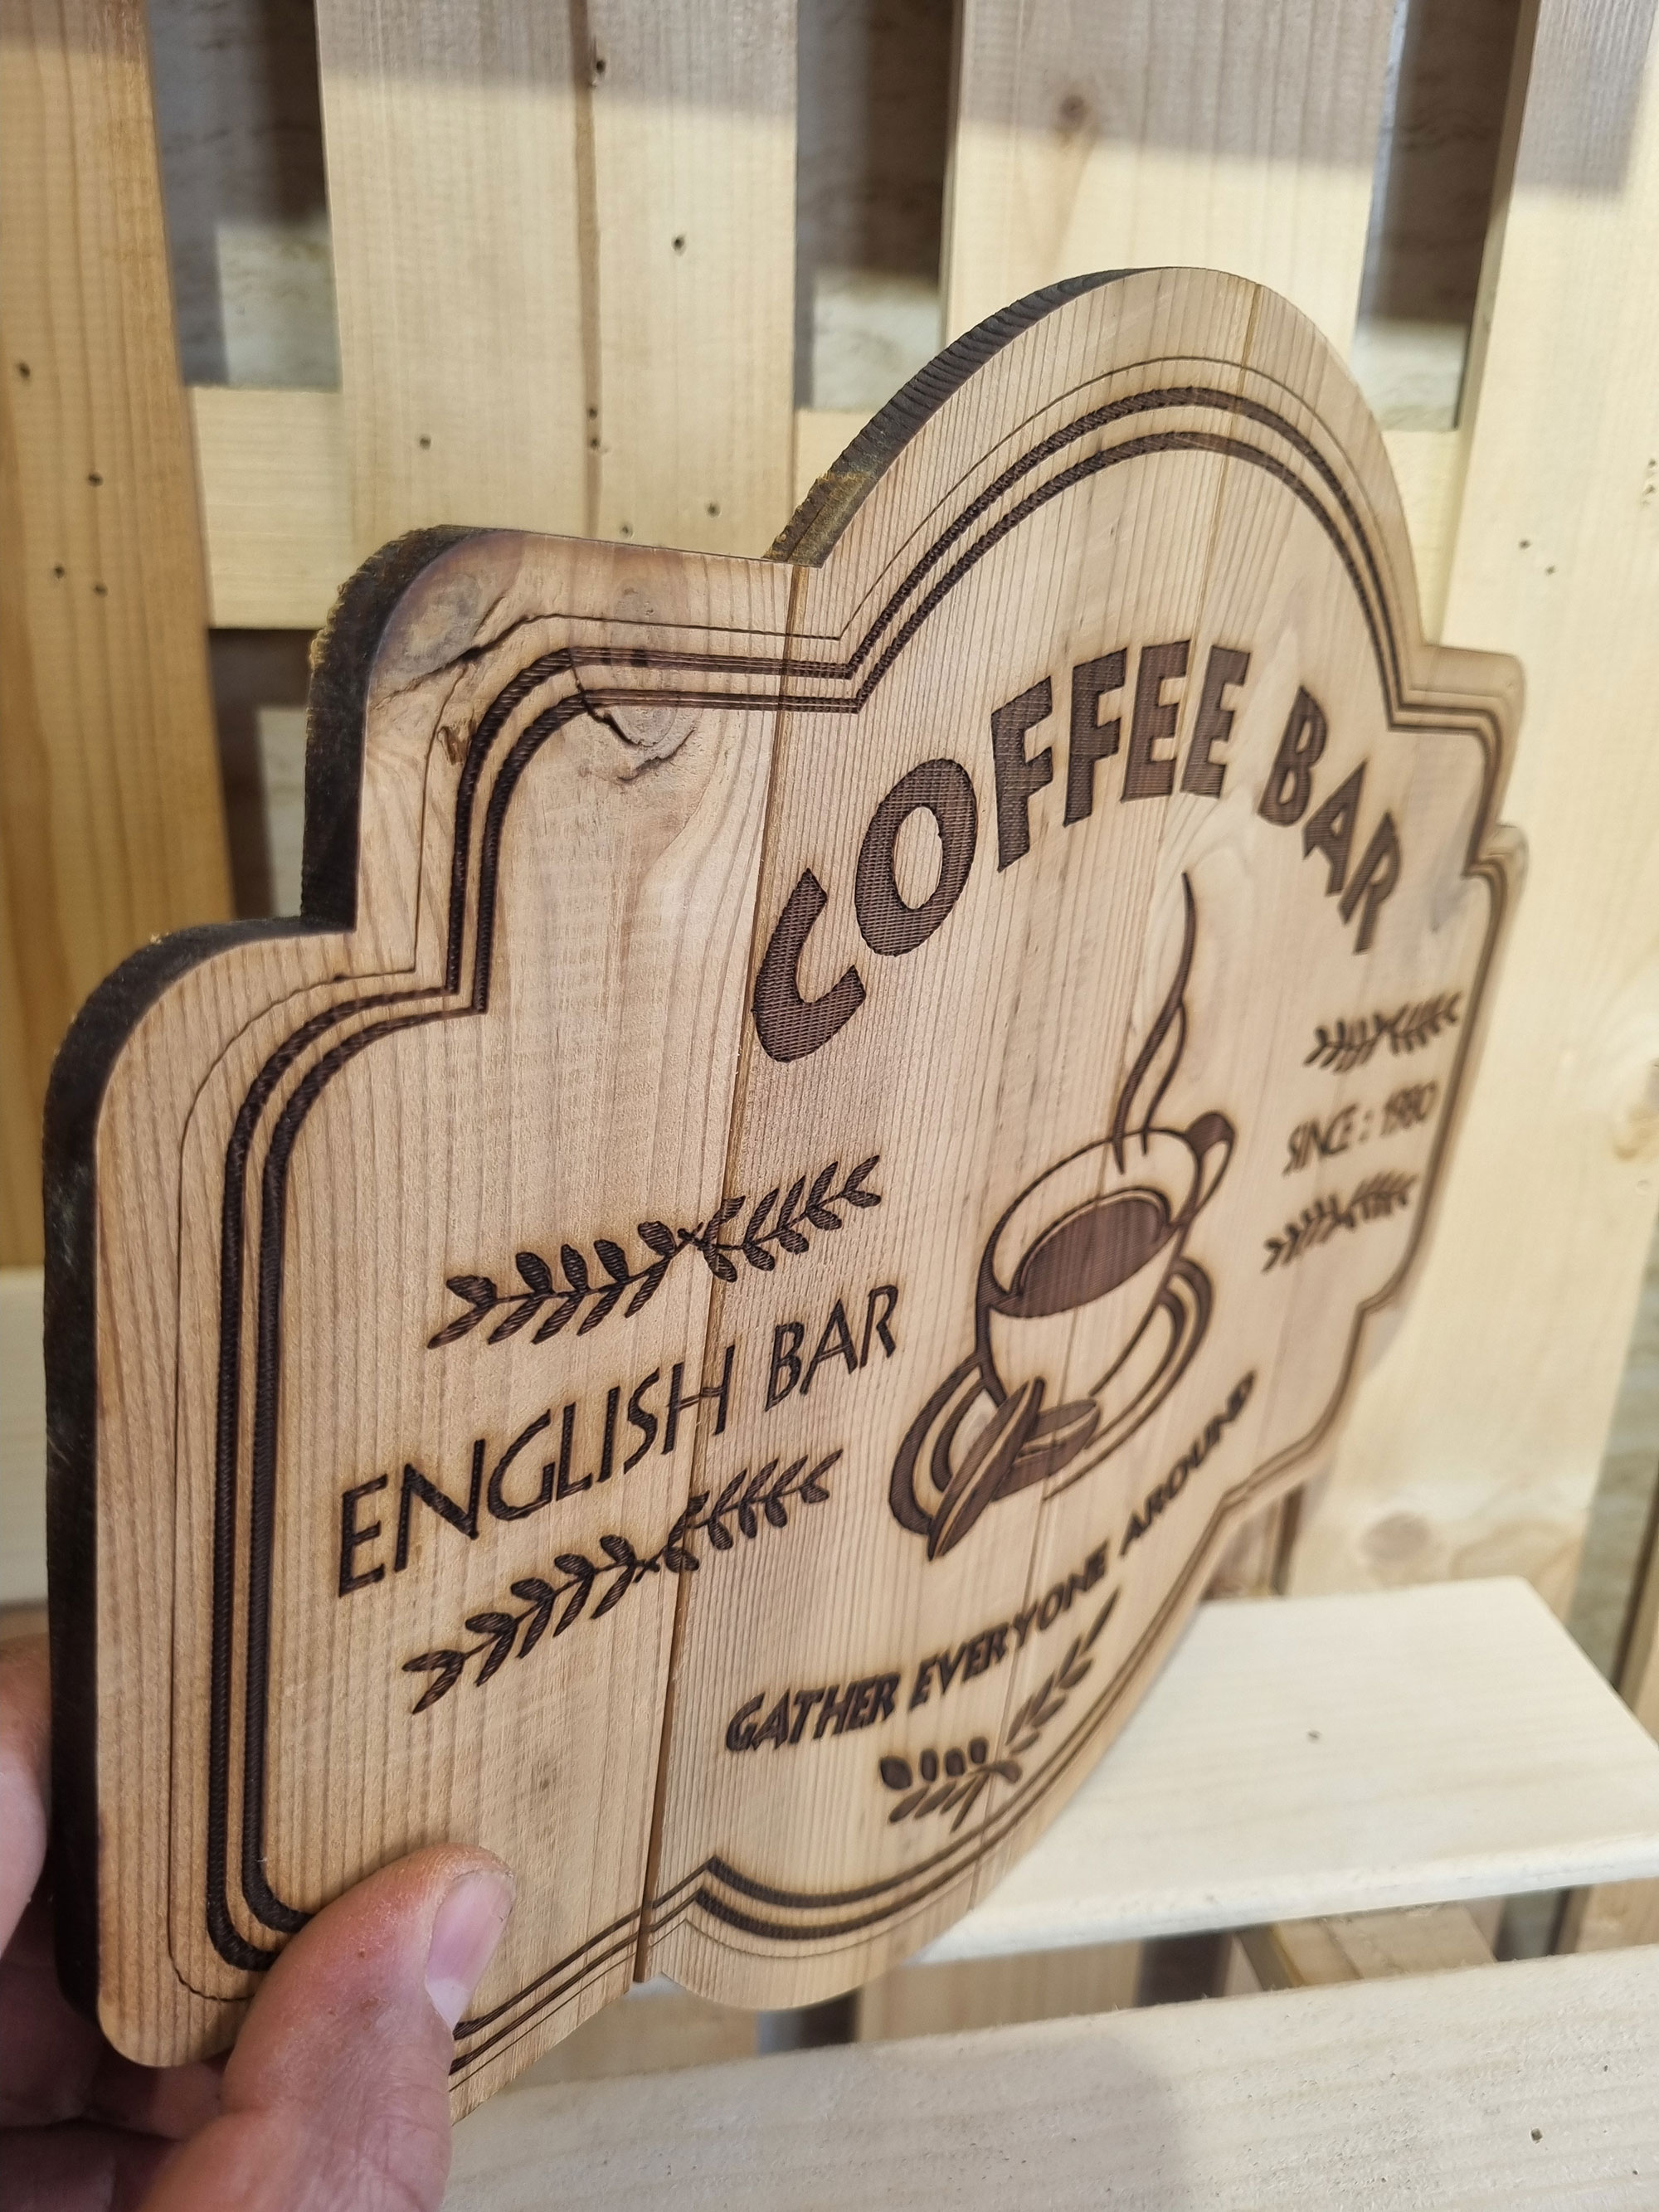 COFFEE BAR
ENGLISH BAR
SINCE : 1980
GATHER EVERYONE AROUND